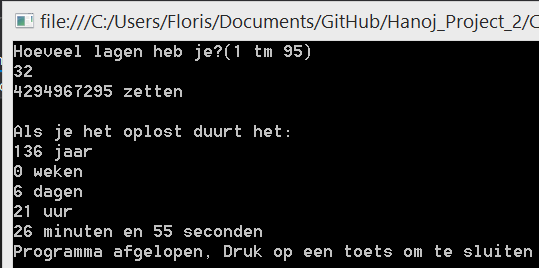 file:///C:/Users/Floris/Documents/GitHub/Hanoj_Project_2/C
Hoeveel lagen heb je?(1 tm 95)
32
4294967295 zetten
Als je het oplost duurt het:
136 jaar
0 weken
6 dagen
21 uur
26 minuten en 55 seconden
Programma afgelopen, Druk op een toets om te sluiten